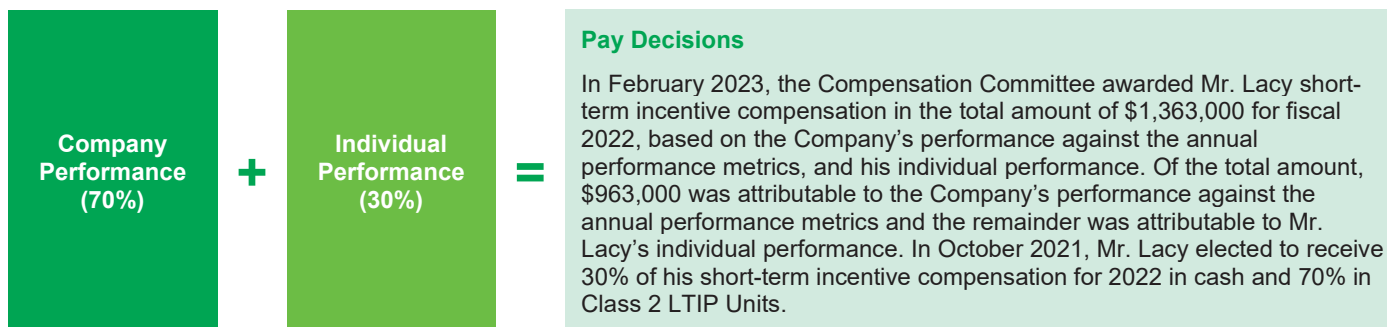 Company
Performance
(70%)
+
Individual
Performance
(30%)
=
Pay Decisions
In February 2023, the Compensation Committee awarded Mr. Lacy short-
term incentive compensation in the total amount of $1,363,000 for fiscal
2022, based on the Company's performance against the annual
performance metrics, and his individual performance. Of the total amount,
$963,000 was attributable to the Company's performance against the
annual performance metrics and the remainder was attributable to Mr.
Lacy's individual performance. In October 2021, Mr. Lacy elected to receive
30% of his short-term incentive compensation for 2022 in cash and 70% in
Class 2 LTIP Units.